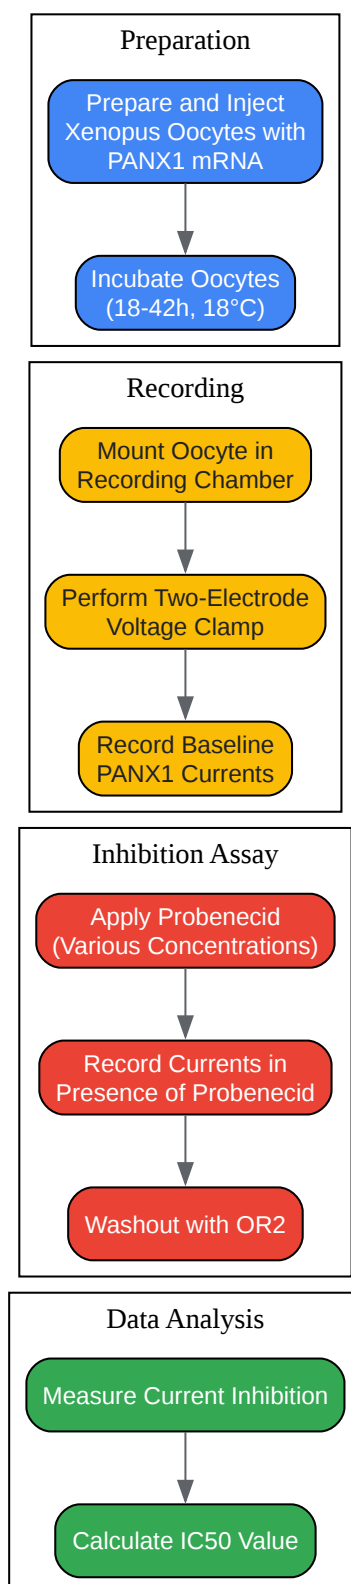 Preparation
Prepare and Inject
Xenopus Oocytes with
PANX1 mRNA
Incubate Oocytes
(18-42h, 18°C)
Recording
Mount Oocyte in
Recording Chamber
Perform Two-Electrode
Voltage Clamp
Record Baseline
PANX1 Currents
Inhibition Assay
Apply Probenecid
(Various Concentrations)
Record Currents in
Presence of Probenecid
Washout with OR2
Data Analysis
Measure Current Inhibition
Calculate IC50 Value